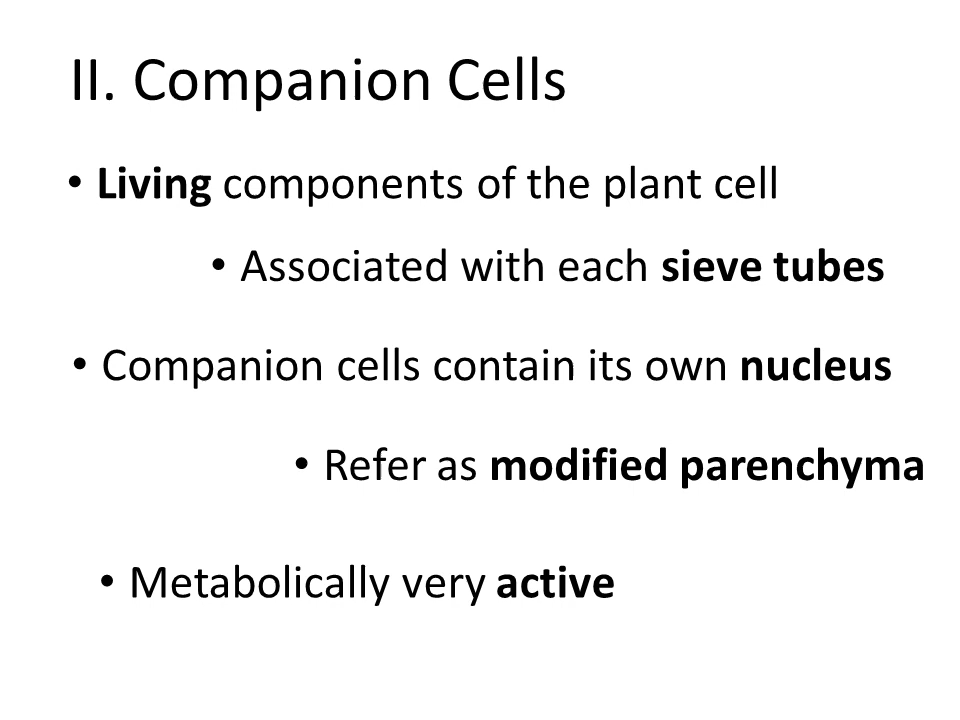 II. Companion Cells
• Living components of the plant cell
• Associated with each sieve tubes
• Companion cells contain its own nucleus
• Refer as modified parenchyma
• Metabolically very active